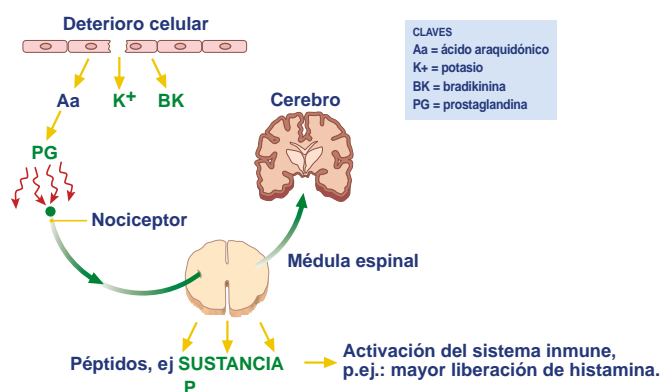 Deterioro celular
CLAVES
Aa = ácido araquidónico
K+ = potasio
BK = bradikinina
PG = prostaglandina
Aa
K+
BK
Cerebro
PG
Nociceptor
Médula espinal
Péptidos, ej SUSTANCIA
P
Activación del sistema inmune,
p.ej.: mayor liberación de histamina.